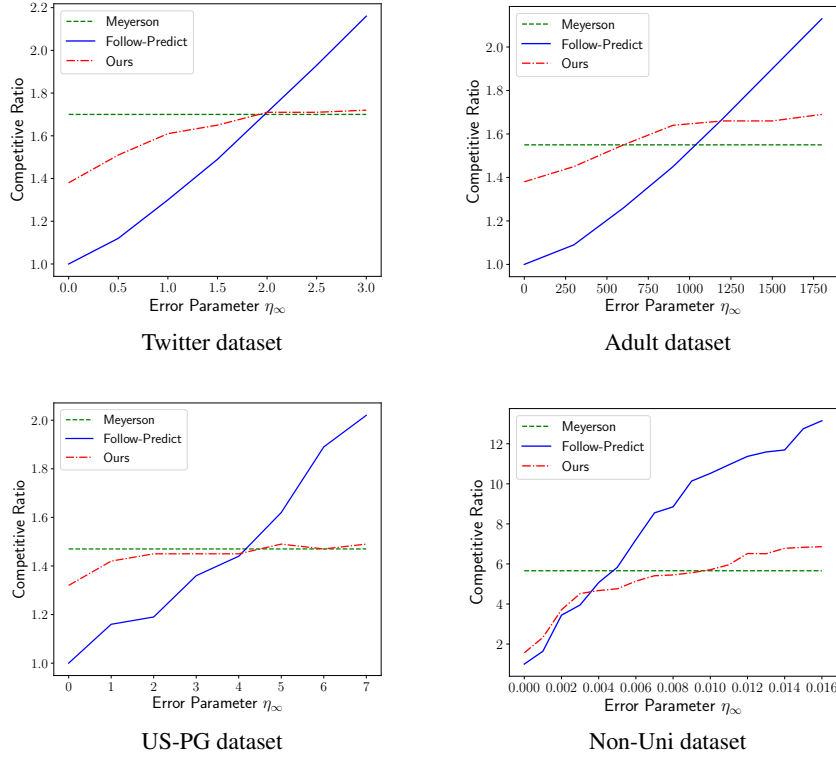 2.2
2.0
1.8
1.6
1.4
1.2
1.0
Competitive Ratio
Meyerson
Follow-Predict
Ours
0.0 0.5 1.0 1.5 2.0 2.5 3.0
Error Parameter η∞
Twitter dataset
2.0
1.8
1.6
1.4
1.2
1.0
Competitive Ratio
Meyerson
Follow-Predict
Ours
0 250 500 750 1000 1250 1500 1750
Error Parameter η∞
Adult dataset
2.0
1.8
1.6
1.4
1.2
1.0
Competitive Ratio
Meyerson
Follow-Predict
Ours
0 1 2 3 4 5 6 7
Error Parameter η∞
US-PG dataset
12
10
8
6
4
2
Competitive Ratio
Meyerson
Follow-Predict
Ours
0.000 0.002 0.004 0.006 0.008 0.010 0.012 0.014 0.016
Error Parameter η∞
Non-Uni dataset